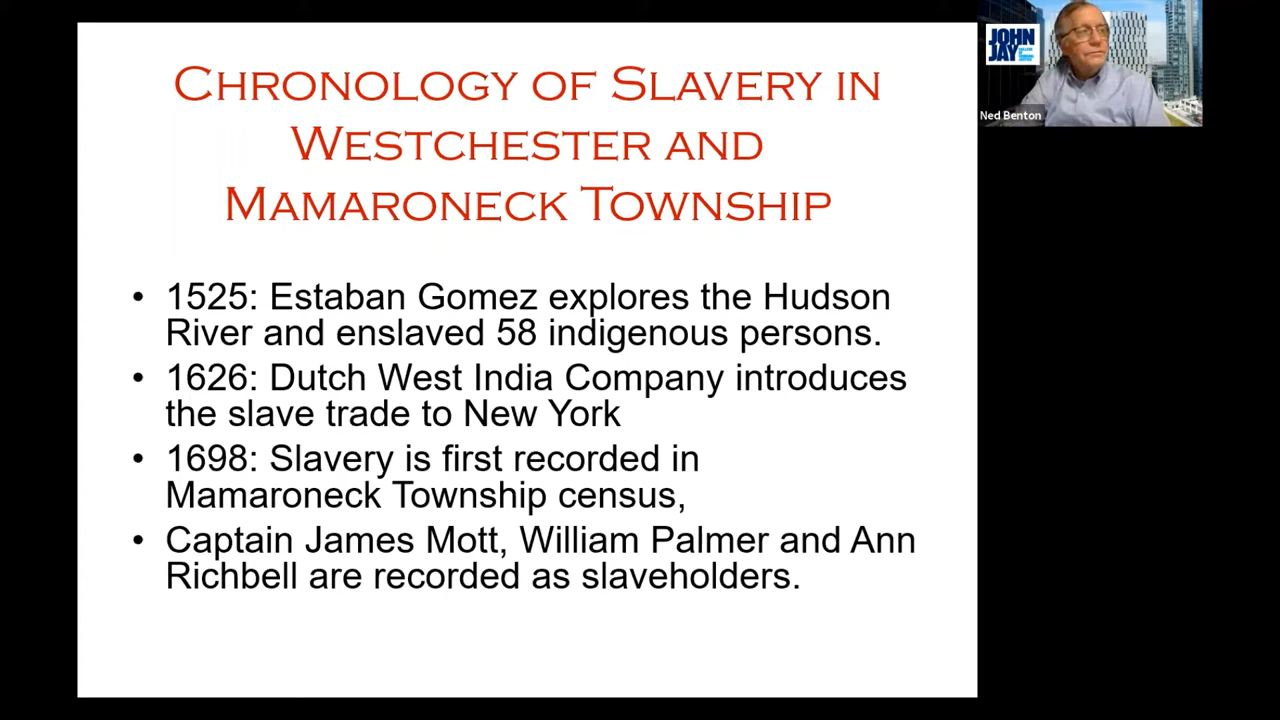 CHRONOLOGY OF SLAVERY IN
WESTCHESTER AND
MAMARONECK TOWNSHIP
• 1525: Estaban Gomez explores the Hudson
River and enslaved 58 indigenous persons.
• 1626: Dutch West India Company introduces
the slave trade to New York
• 1698: Slavery is first recorded in
Mamaroneck Township census,
• Captain James Mott, William Palmer and Ann
Richbell are recorded as slaveholders.
JOHN
JAY
Ned Benton